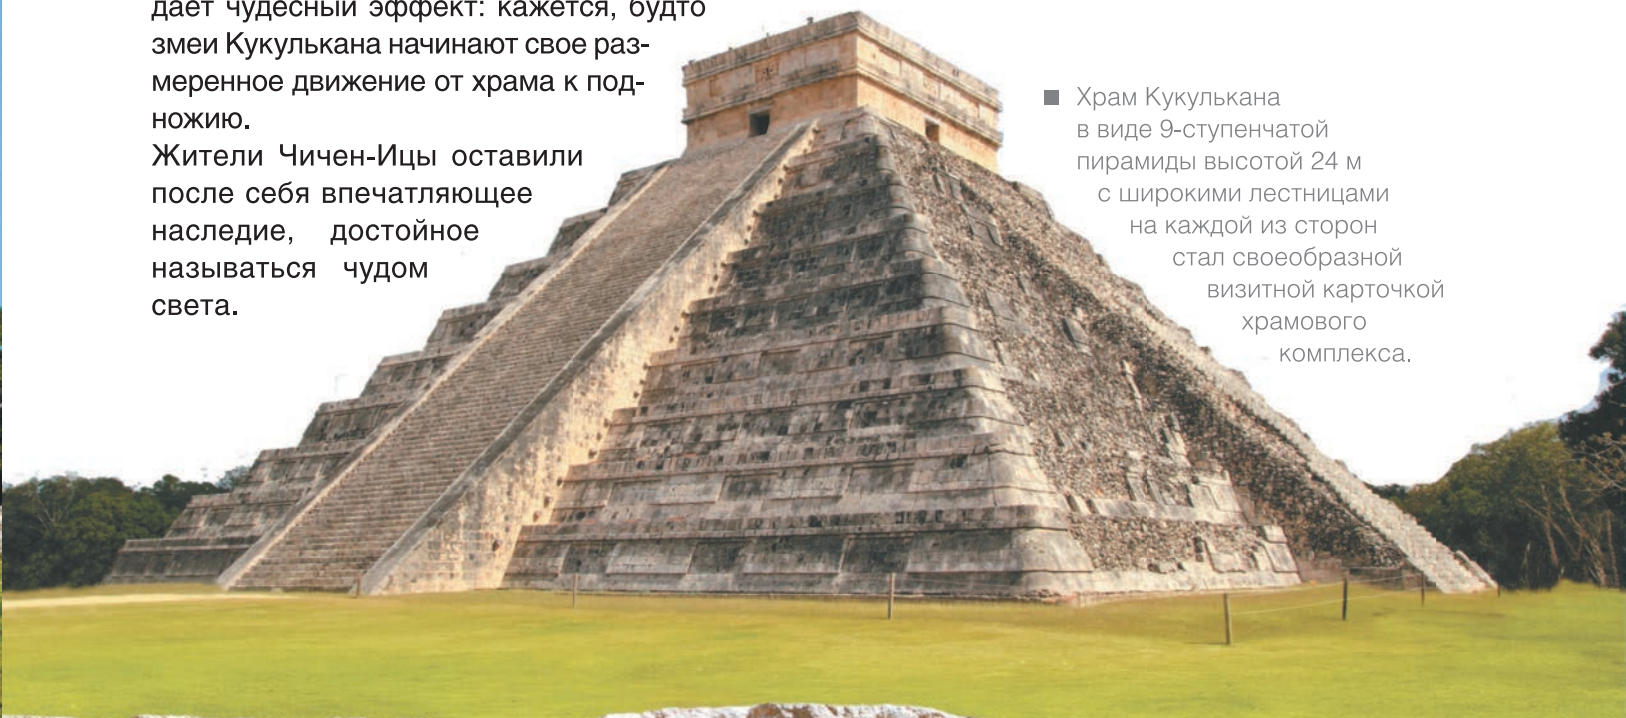 дает чудесный эффект: кажется, будто
змеи Кукулькана начинают свое раз-
меренное движение от храма к под-
ножию.
Жители Чичен-Ицы оставили
после себя впечатляющее
наследие, достойное
называться чудом
света.
Храм Кукулькана
в виде 9-ступенчатой
пирамиды высотой 24 м
с широкими лестницами
на каждой из сторон
стал своеобразной
визитной карточкой
храмового
комплекса.